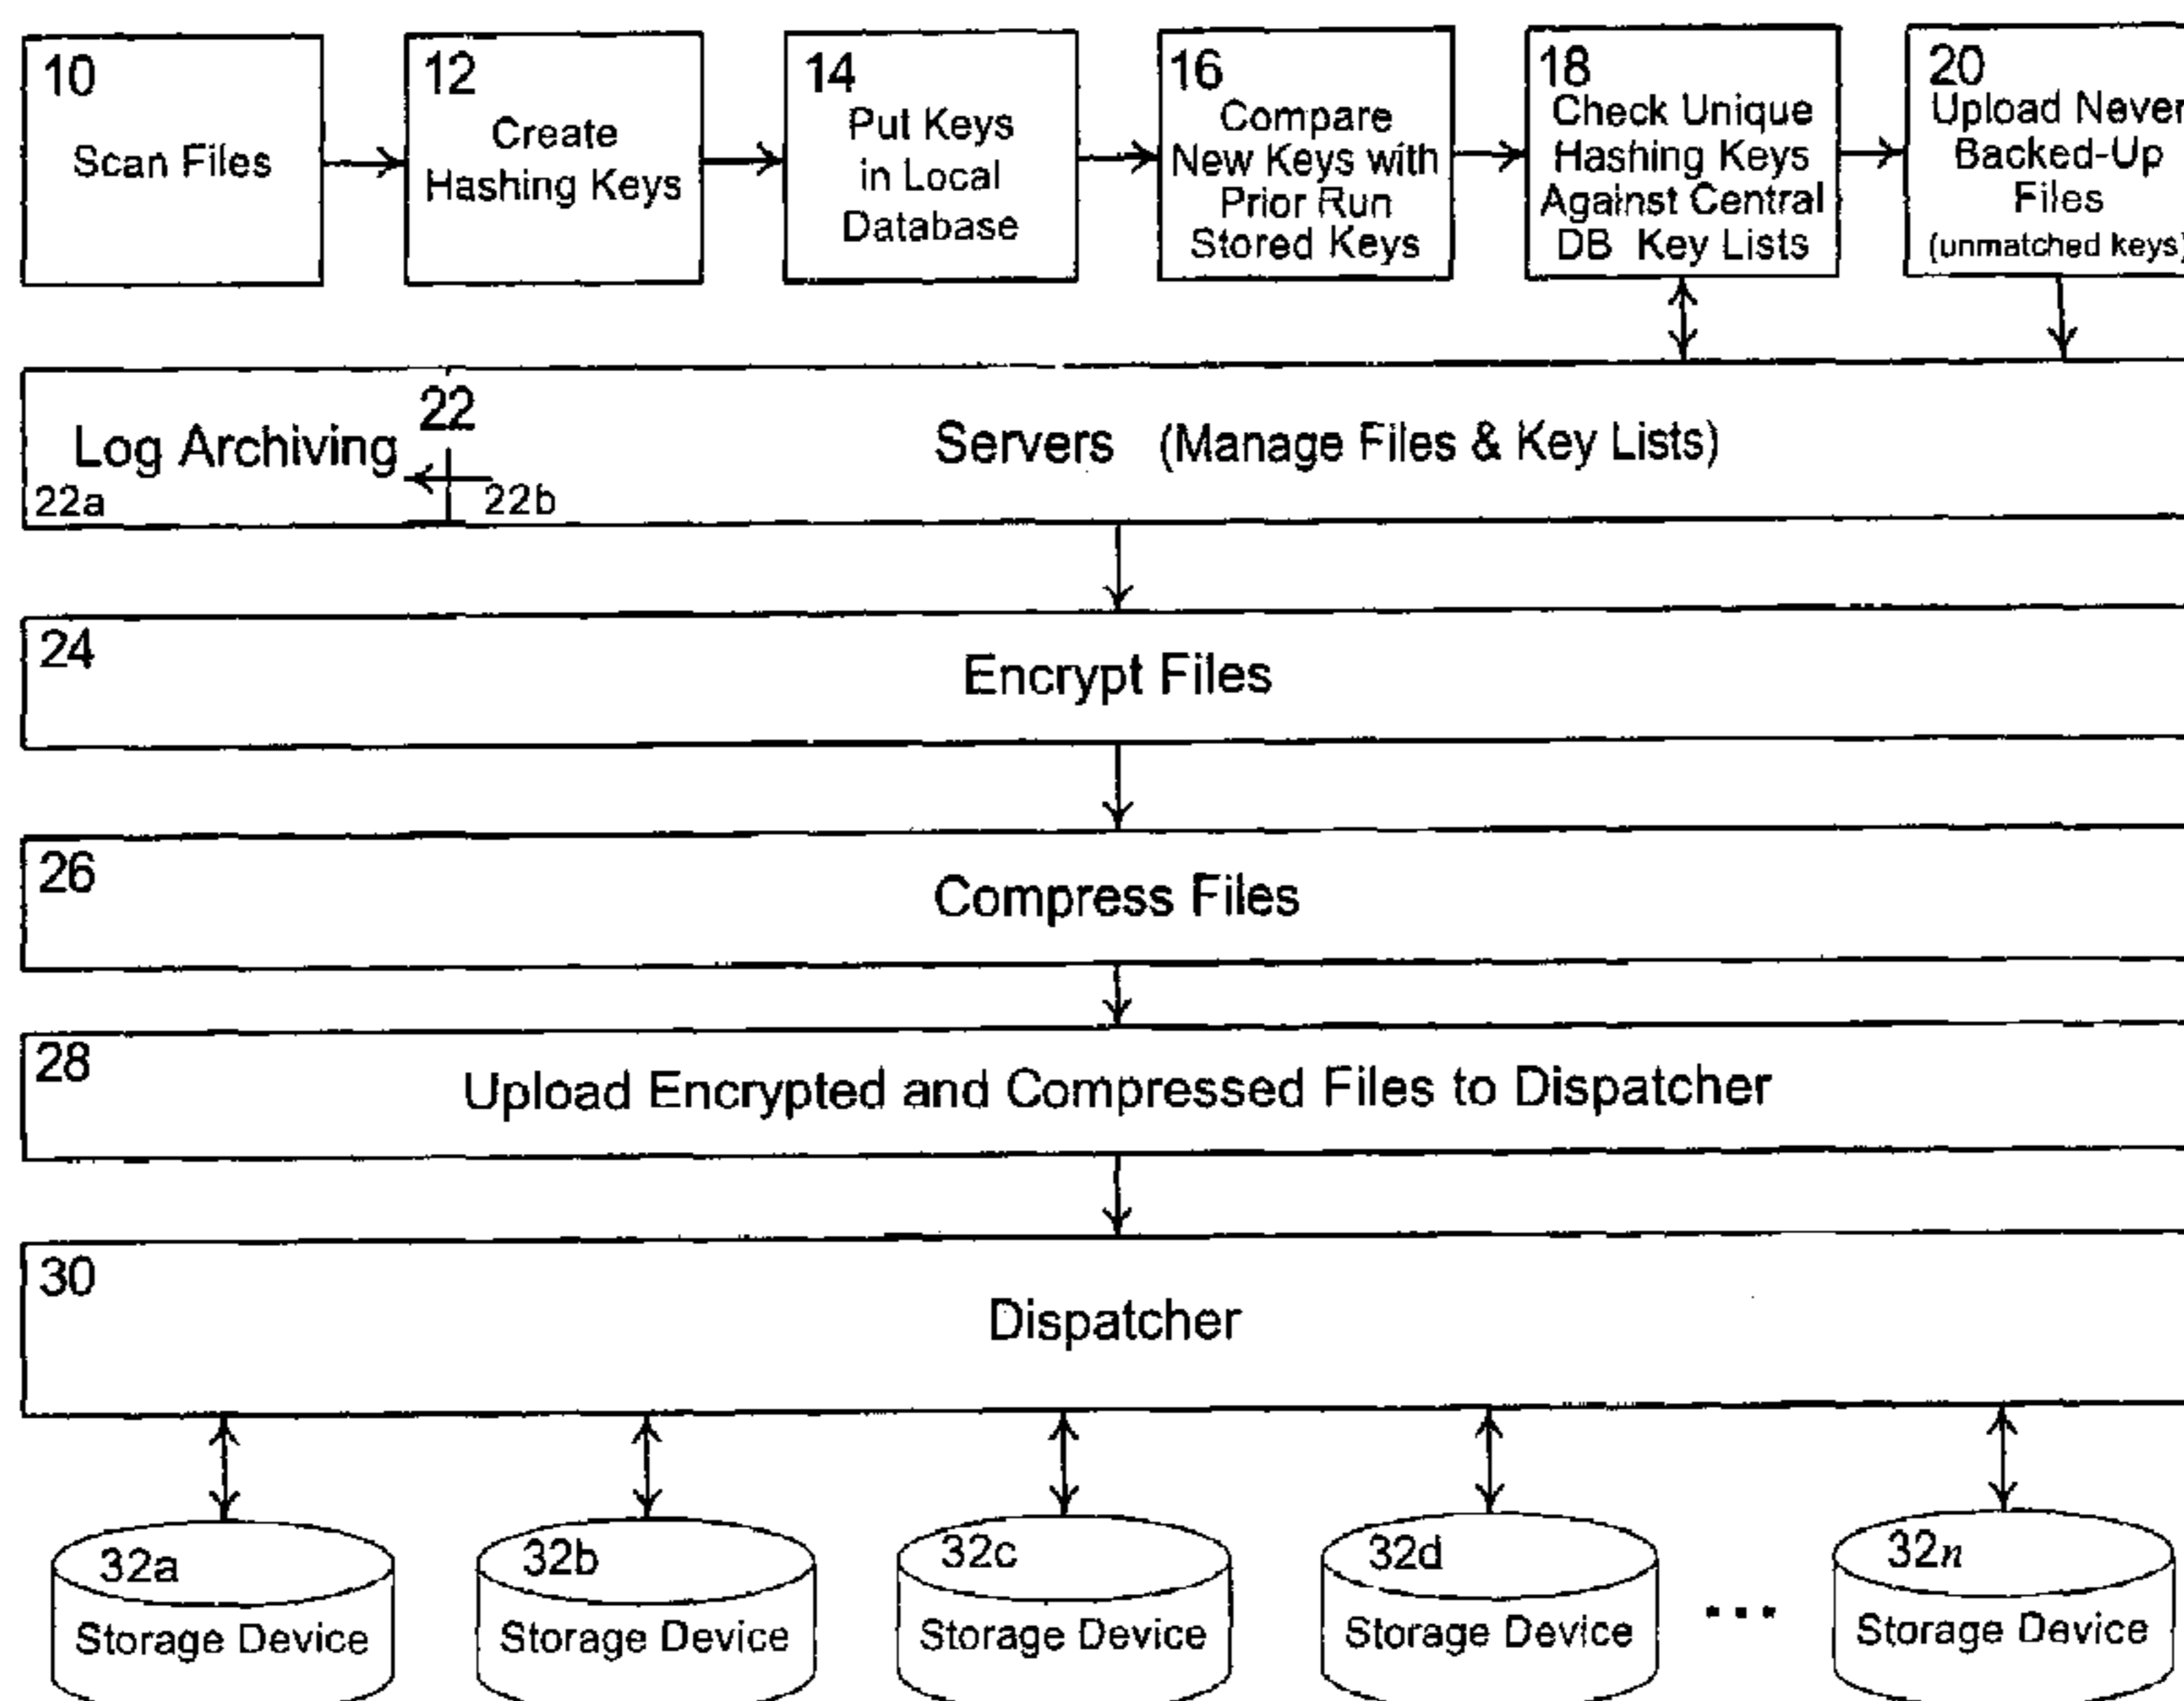 10
Scan Files
12
Create
Hashing Keys
14
Put Keys
in Local
Database
16
Compare
New Keys with
Prior Run
Stored Keys
18
Check Unique
Hashing Keys
Against Central
DB Key Lists
20
Upload Never
Backed-Up
Files
(unmatched keys)
22
Log Archiving
22a
22b
Servers (Manage Files & Key Lists)
24
Encrypt Files
26
Compress Files
28
Upload Encrypted and Compressed Files to Dispatcher
30
Dispatcher
32a
Storage Device
32b
Storage Device
32c
Storage Device
32d
Storage Device
...
32n
Storage Device